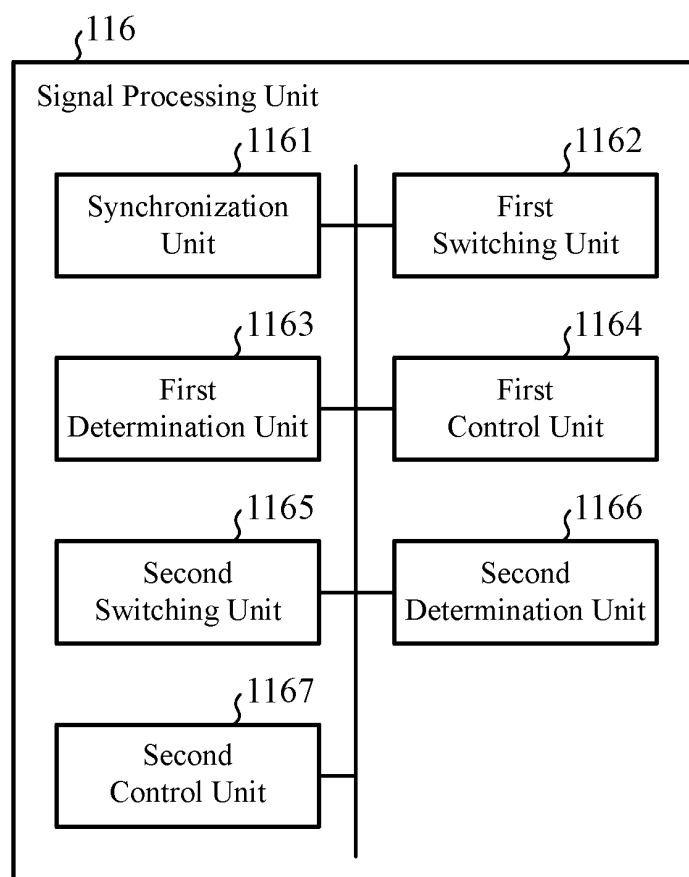 116
Signal Processing Unit
1161
Synchronization
Unit
1162
First
Switching Unit
1163
First
Determination Unit
1164
First
Control Unit
1165
Second
Switching Unit
1166
Second
Determination Unit
1167
Second
Control Unit